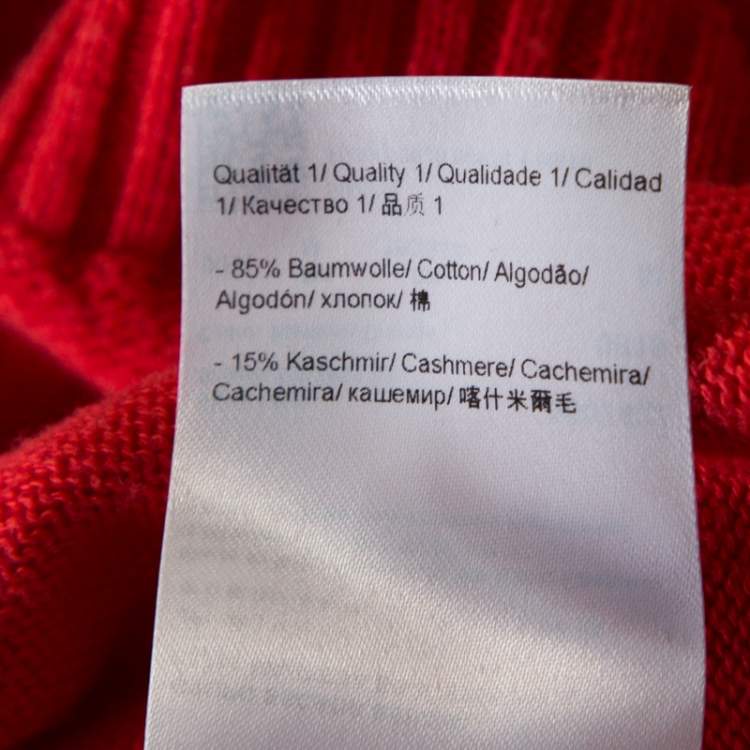 Qualität 1/ Quality 1/ Qualidade 1/ Calidad
1/ Качество 1/ 品质 1
- 85% Baumwolle/ Cotton/ Algodão/
Algodón/ хлопок/ 棉
- 15% Kaschmir/ Cashmere/ Cachemira/
Cachemira/ кашемир/ 喀什米爾毛